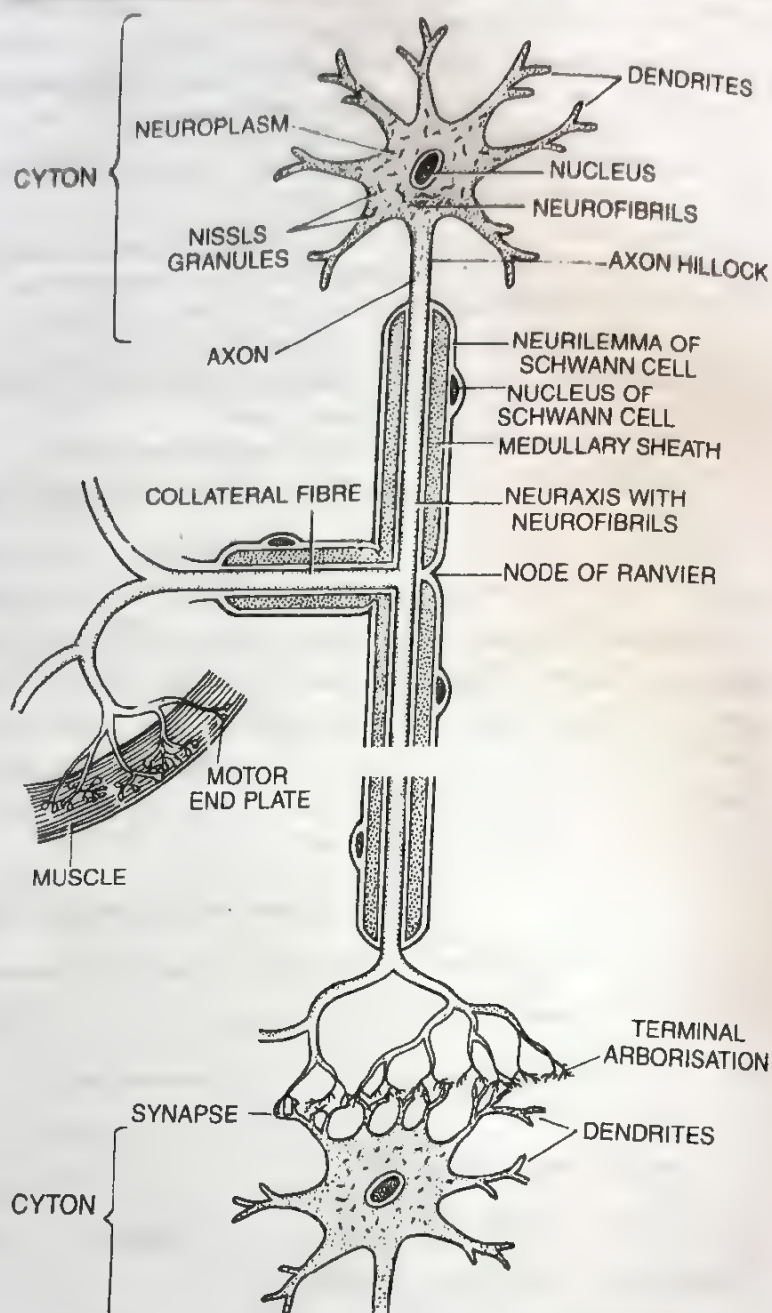 DENDRITES
NEUROPLASM
CYTON
NUCLEUS
NEUROFIBRILS
NISSLS
GRANULES
AXON HILLOCK
AXON
NEURILEMMA OF
SCHWANN CELL
NUCLEUS OF
SCHWANN CELL
MEDULLARY SHEATH
COLLATERAL FIBRE
NEURAXIS WITH
NEUROFIBRILS
NODE OF RANVIER
MOTOR
END PLATE
MUSCLE
TERMINAL
ARBORISATION
SYNAPSE
DENDRITES
CYTON